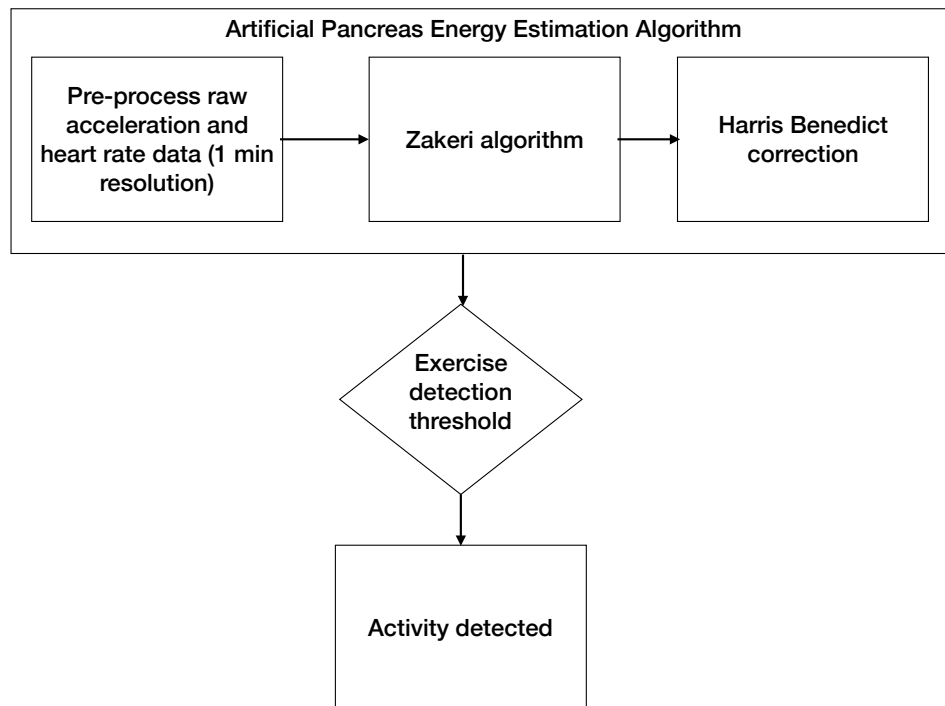 Artificial Pancreas Energy Estimation Algorithm
Pre-process raw
acceleration and
heart rate data (1 min
resolution)
Zakeri algorithm
Harris Benedict
correction
Exercise
detection
threshold
Activity detected